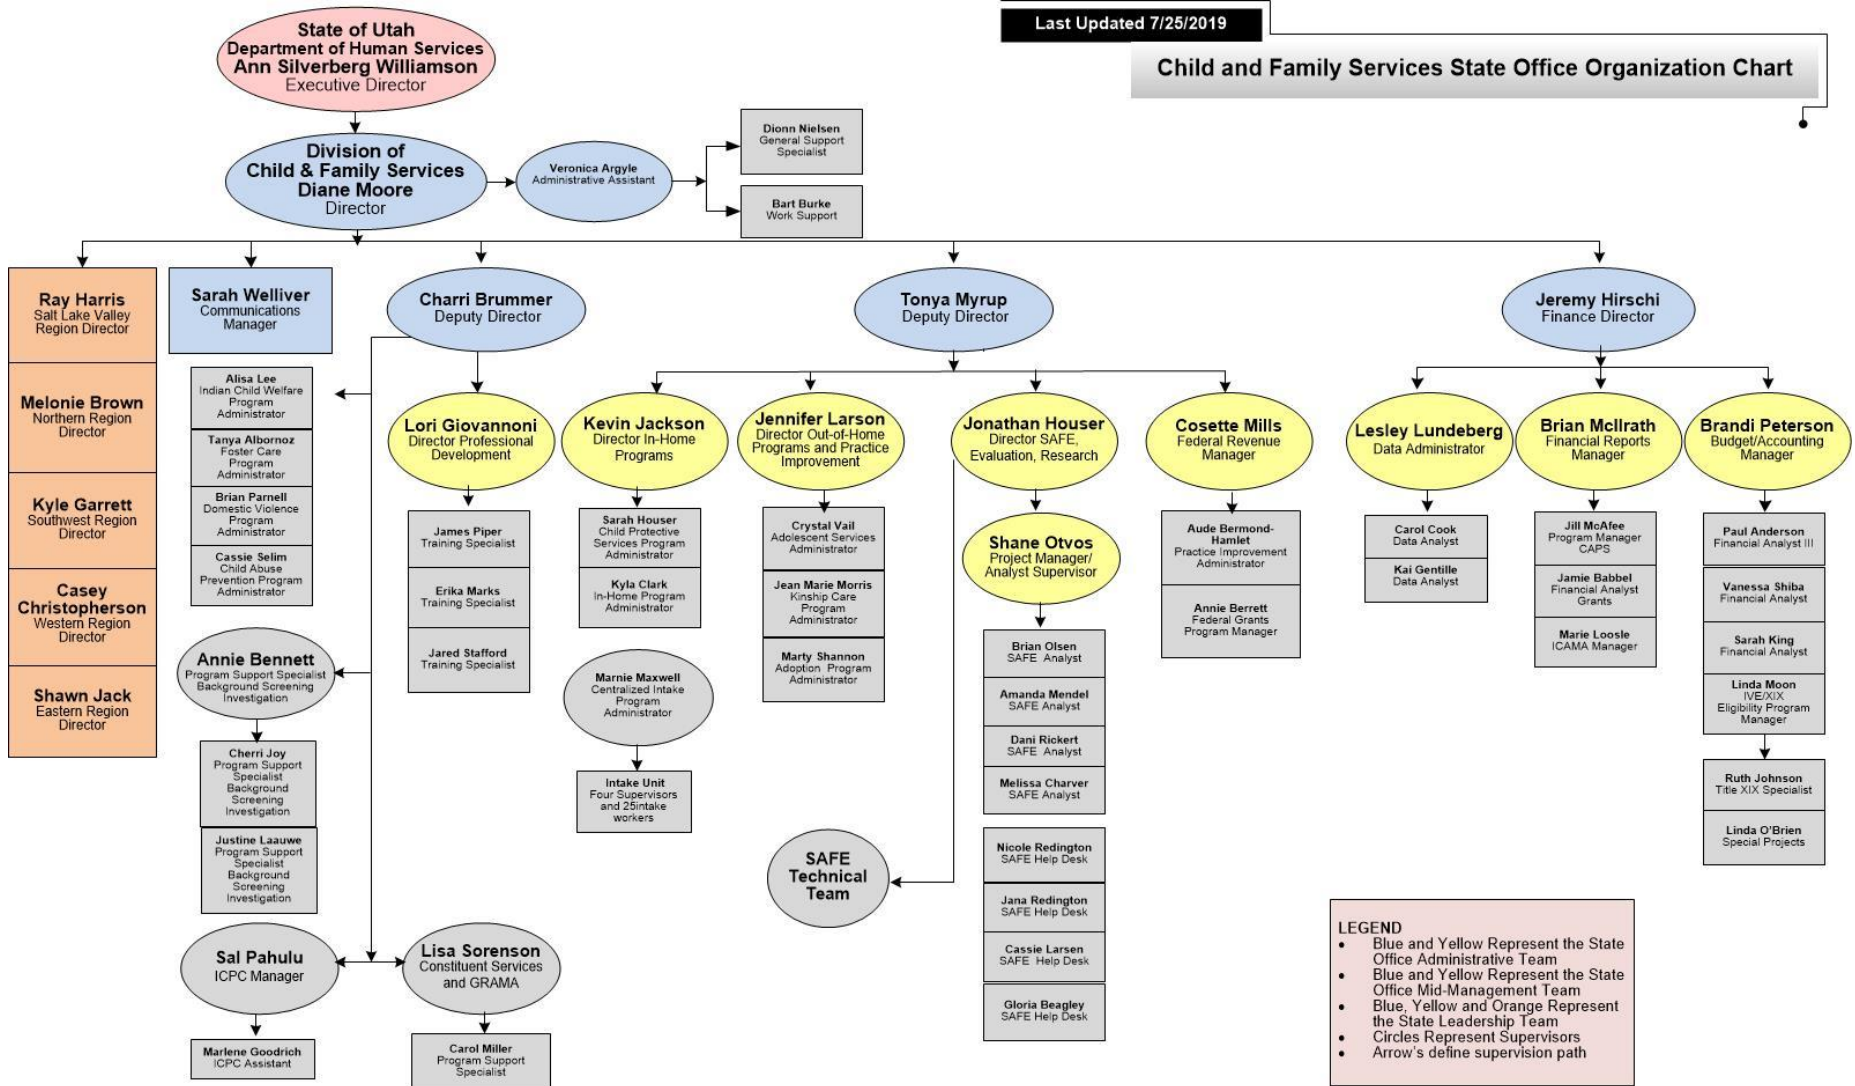 Last Updated 7/25/2019
Child and Family Services State Office Organization Chart
State of Utah
Department of Human Services
Ann Silverberg Williamson
Executive Director
Division of
Child & Family Services
Diane Moore
Director
Veronica Argyle
Administrative Assistant
Dionn Nielsen
General Support
Specialist
Bart Burke
Work Support
Ray Harris
Salt Lake Valley
Region Director
Melonie Brown
Northern Region
Director
Kyle Garrett
Southwest Region
Director
Casey
Christopherson
Western Region
Director
Shawn Jack
Eastern Region
Director
Sarah Welliver
Communications
Manager
Charri Brummer
Deputy Director
Tonya Myrup
Deputy Director
Jeremy Hirschi
Finance Director
Alisa Lee
Indian Child Welfare
Program
Administrator
Tanya Albornoz
Foster Care
Program
Administrator
Brian Parnell
Domestic Violence
Program
Administrator
Cassie Selim
Child Abuse
Prevention Program
Administrator
Annie Bennett
Program Support Specialist
Background Screening
Investigation
Cherri Joy
Program Support
Specialist
Background
Screening
Investigation
Justine Laauwe
Program Support
Specialist
Background
Screening
Investigation
Sal Pahulu
ICPC Manager
Marlene Goodrich
ICPC Assistant
Lisa Sorenson
Constituent Services
and GRAMA
Carol Miller
Program Support
Specialist
Lori Giovannoni
Director Professional
Development
James Piper
Training Specialist
Erika Marks
Training Specialist
Jared Stafford
Training Specialist
Kevin Jackson
Director In-Home
Programs
Sarah Houser
Child Protective
Services Program
Administrator
Kyla Clark
In-Home Program
Administrator
Marnie Maxwell
Centralized Intake
Program
Administrator
Intake Unit
Four Supervisors
and 25intake
workers
Jennifer Larson
Director Out-of-Home
Programs and Practice
Improvement
Crystal Vail
Adolescent Services
Administrator
Jean Marie Morris
Kinship Care
Program
Administrator
Marty Shannon
Adoption Program
Administrator
SAFE
Technical
Team
Jonathan Houser
Director SAFE,
Evaluation, Research
Shane Otvos
Project Manager/
Analyst Supervisor
Brian Olsen
SAFE Analyst
Amanda Mendel
SAFE Analyst
Dani Rickert
SAFE Analyst
Melissa Charver
SAFE Analyst
Nicole Redington
SAFE Help Desk
Jana Redington
SAFE Help Desk
Cassie Larsen
SAFE Help Desk
Gloria Beagley
SAFE Help Desk
Cosette Mills
Federal Revenue
Manager
Aude Bermond-
Hamlet
Practice Improvement
Administrator
Annie Berrett
Federal Grants
Program Manager
Lesley Lundeberg
Data Administrator
Carol Cook
Data Analyst
Kai Gentille
Data Analyst
Brian McIlrath
Financial Reports
Manager
Jill McAfee
Program Manager
CAPS
Jamie Babbel
Financial Analyst
Grants
Marie Loosle
ICAMA Manager
Brandi Peterson
Budget/Accounting
Manager
Paul Anderson
Financial Analyst III
Vanessa Shiba
Financial Analyst
Sarah King
Financial Analyst
Linda Moon
IVE/XIX
Eligibility Program
Manager
Ruth Johnson
Title XIX Specialist
Linda O'Brien
Special Projects
LEGEND
• Blue and Yellow Represent the State
Office Administrative Team
• Blue and Yellow Represent the State
Office Mid-Management Team
• Blue, Yellow and Orange Represent
the State Leadership Team
• Circles Represent Supervisors
• Arrow's define supervision path